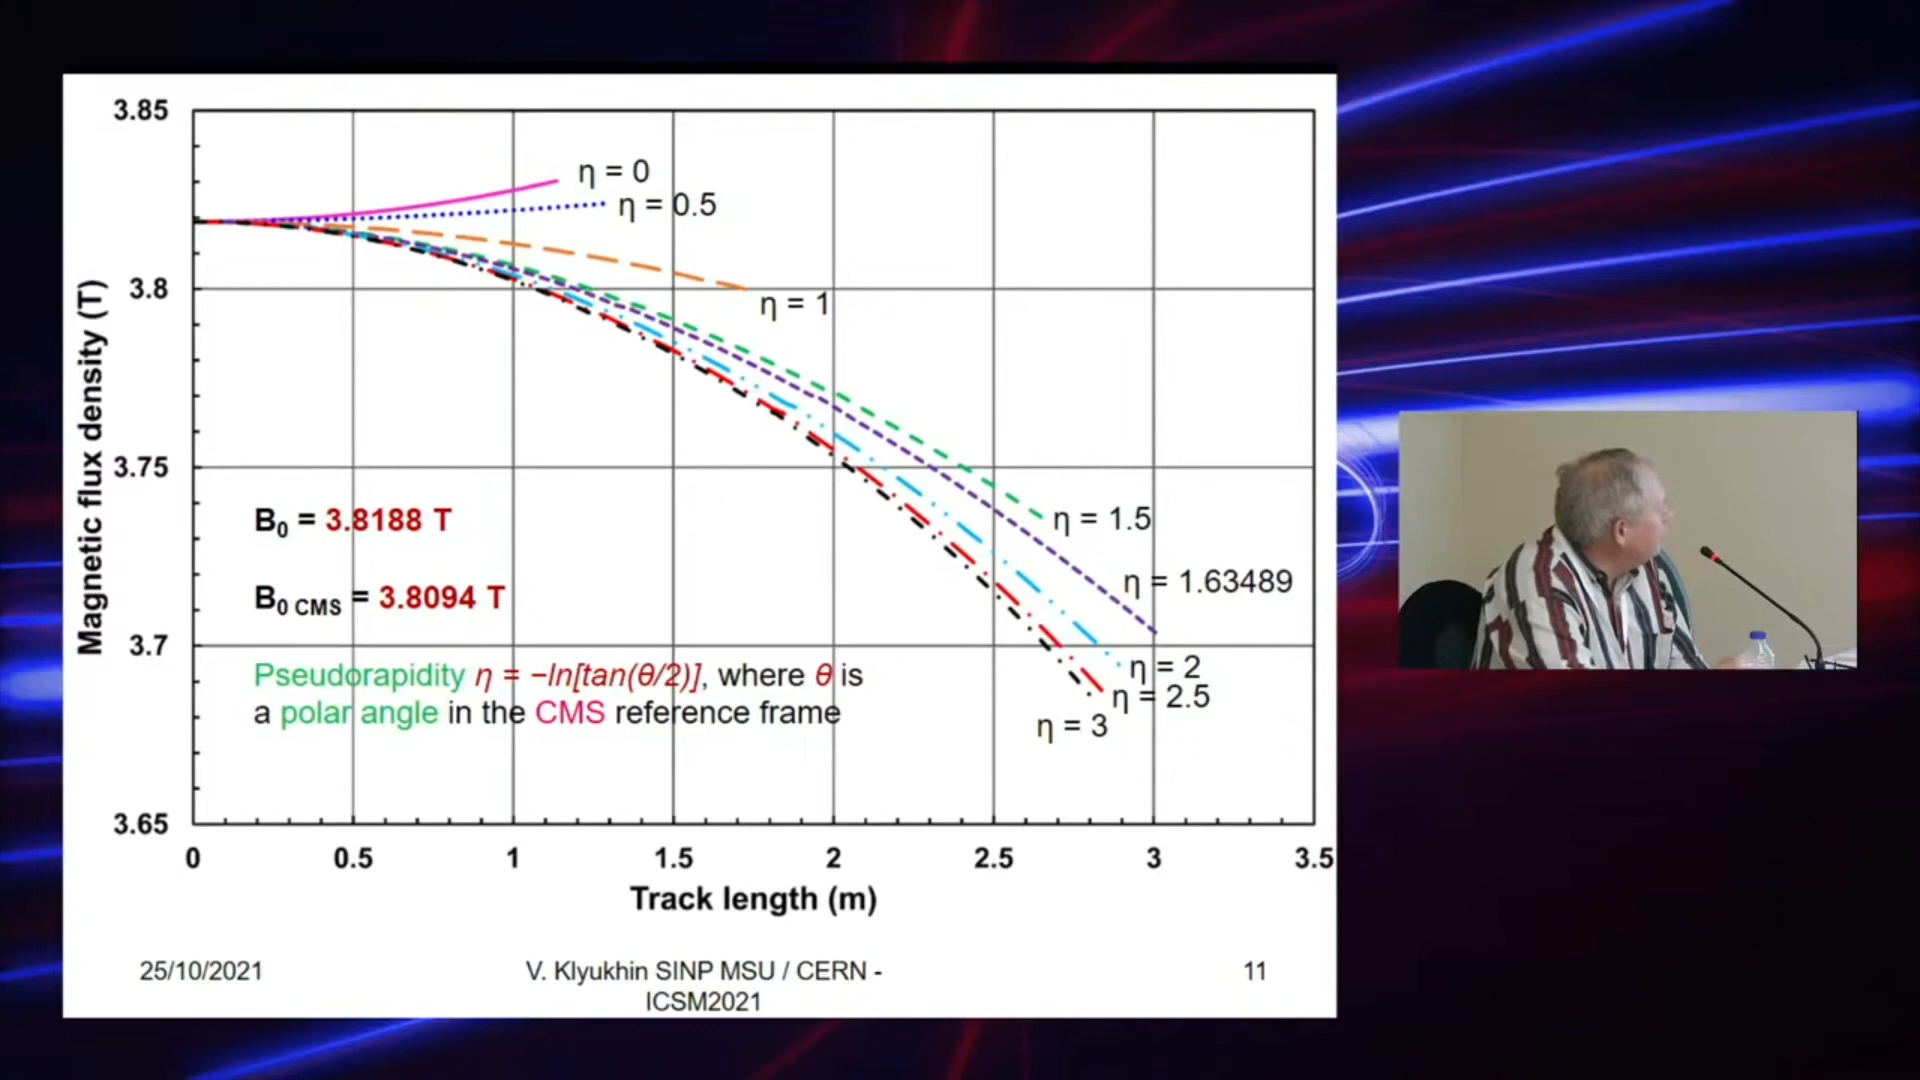 3.85
3.8
3.75
3.7
3.65
Magnetic flux density (T)
η = 0
η = 0.5
η = 1
η = 1.5
η = 1.63489
η = 2
η = 2.5
η = 3
B0 = 3.8188 T
B0 CMS = 3.8094 T
Pseudorapidity η = −ln[tan(θ/2)], where θ is
a polar angle in the CMS reference frame
0 0.5 1 1.5 2 2.5 3 3.5
Track length (m)
25/10/2021
V. Klyukhin SINP MSU / CERN -
ICSM2021
11